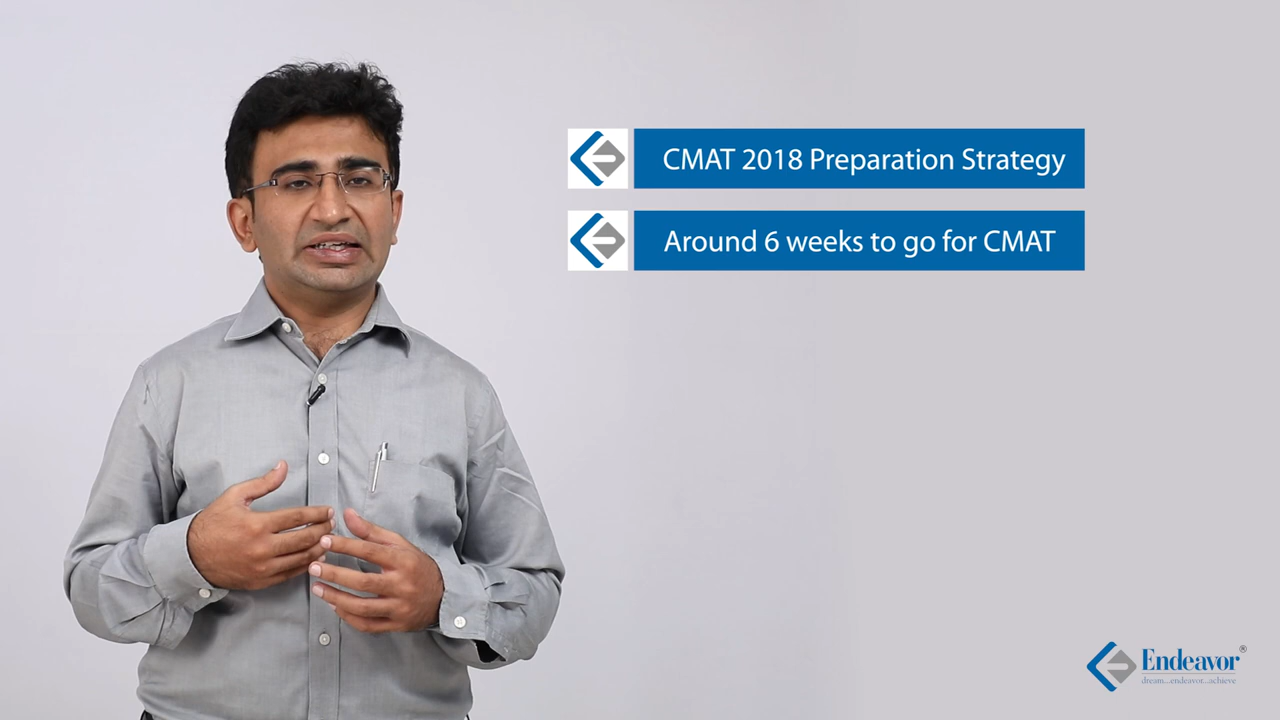 CMAT 2018 Preparation Strategy
Around 6 weeks to go for CMAT
Endeavor®
dream...endeavor...achieve